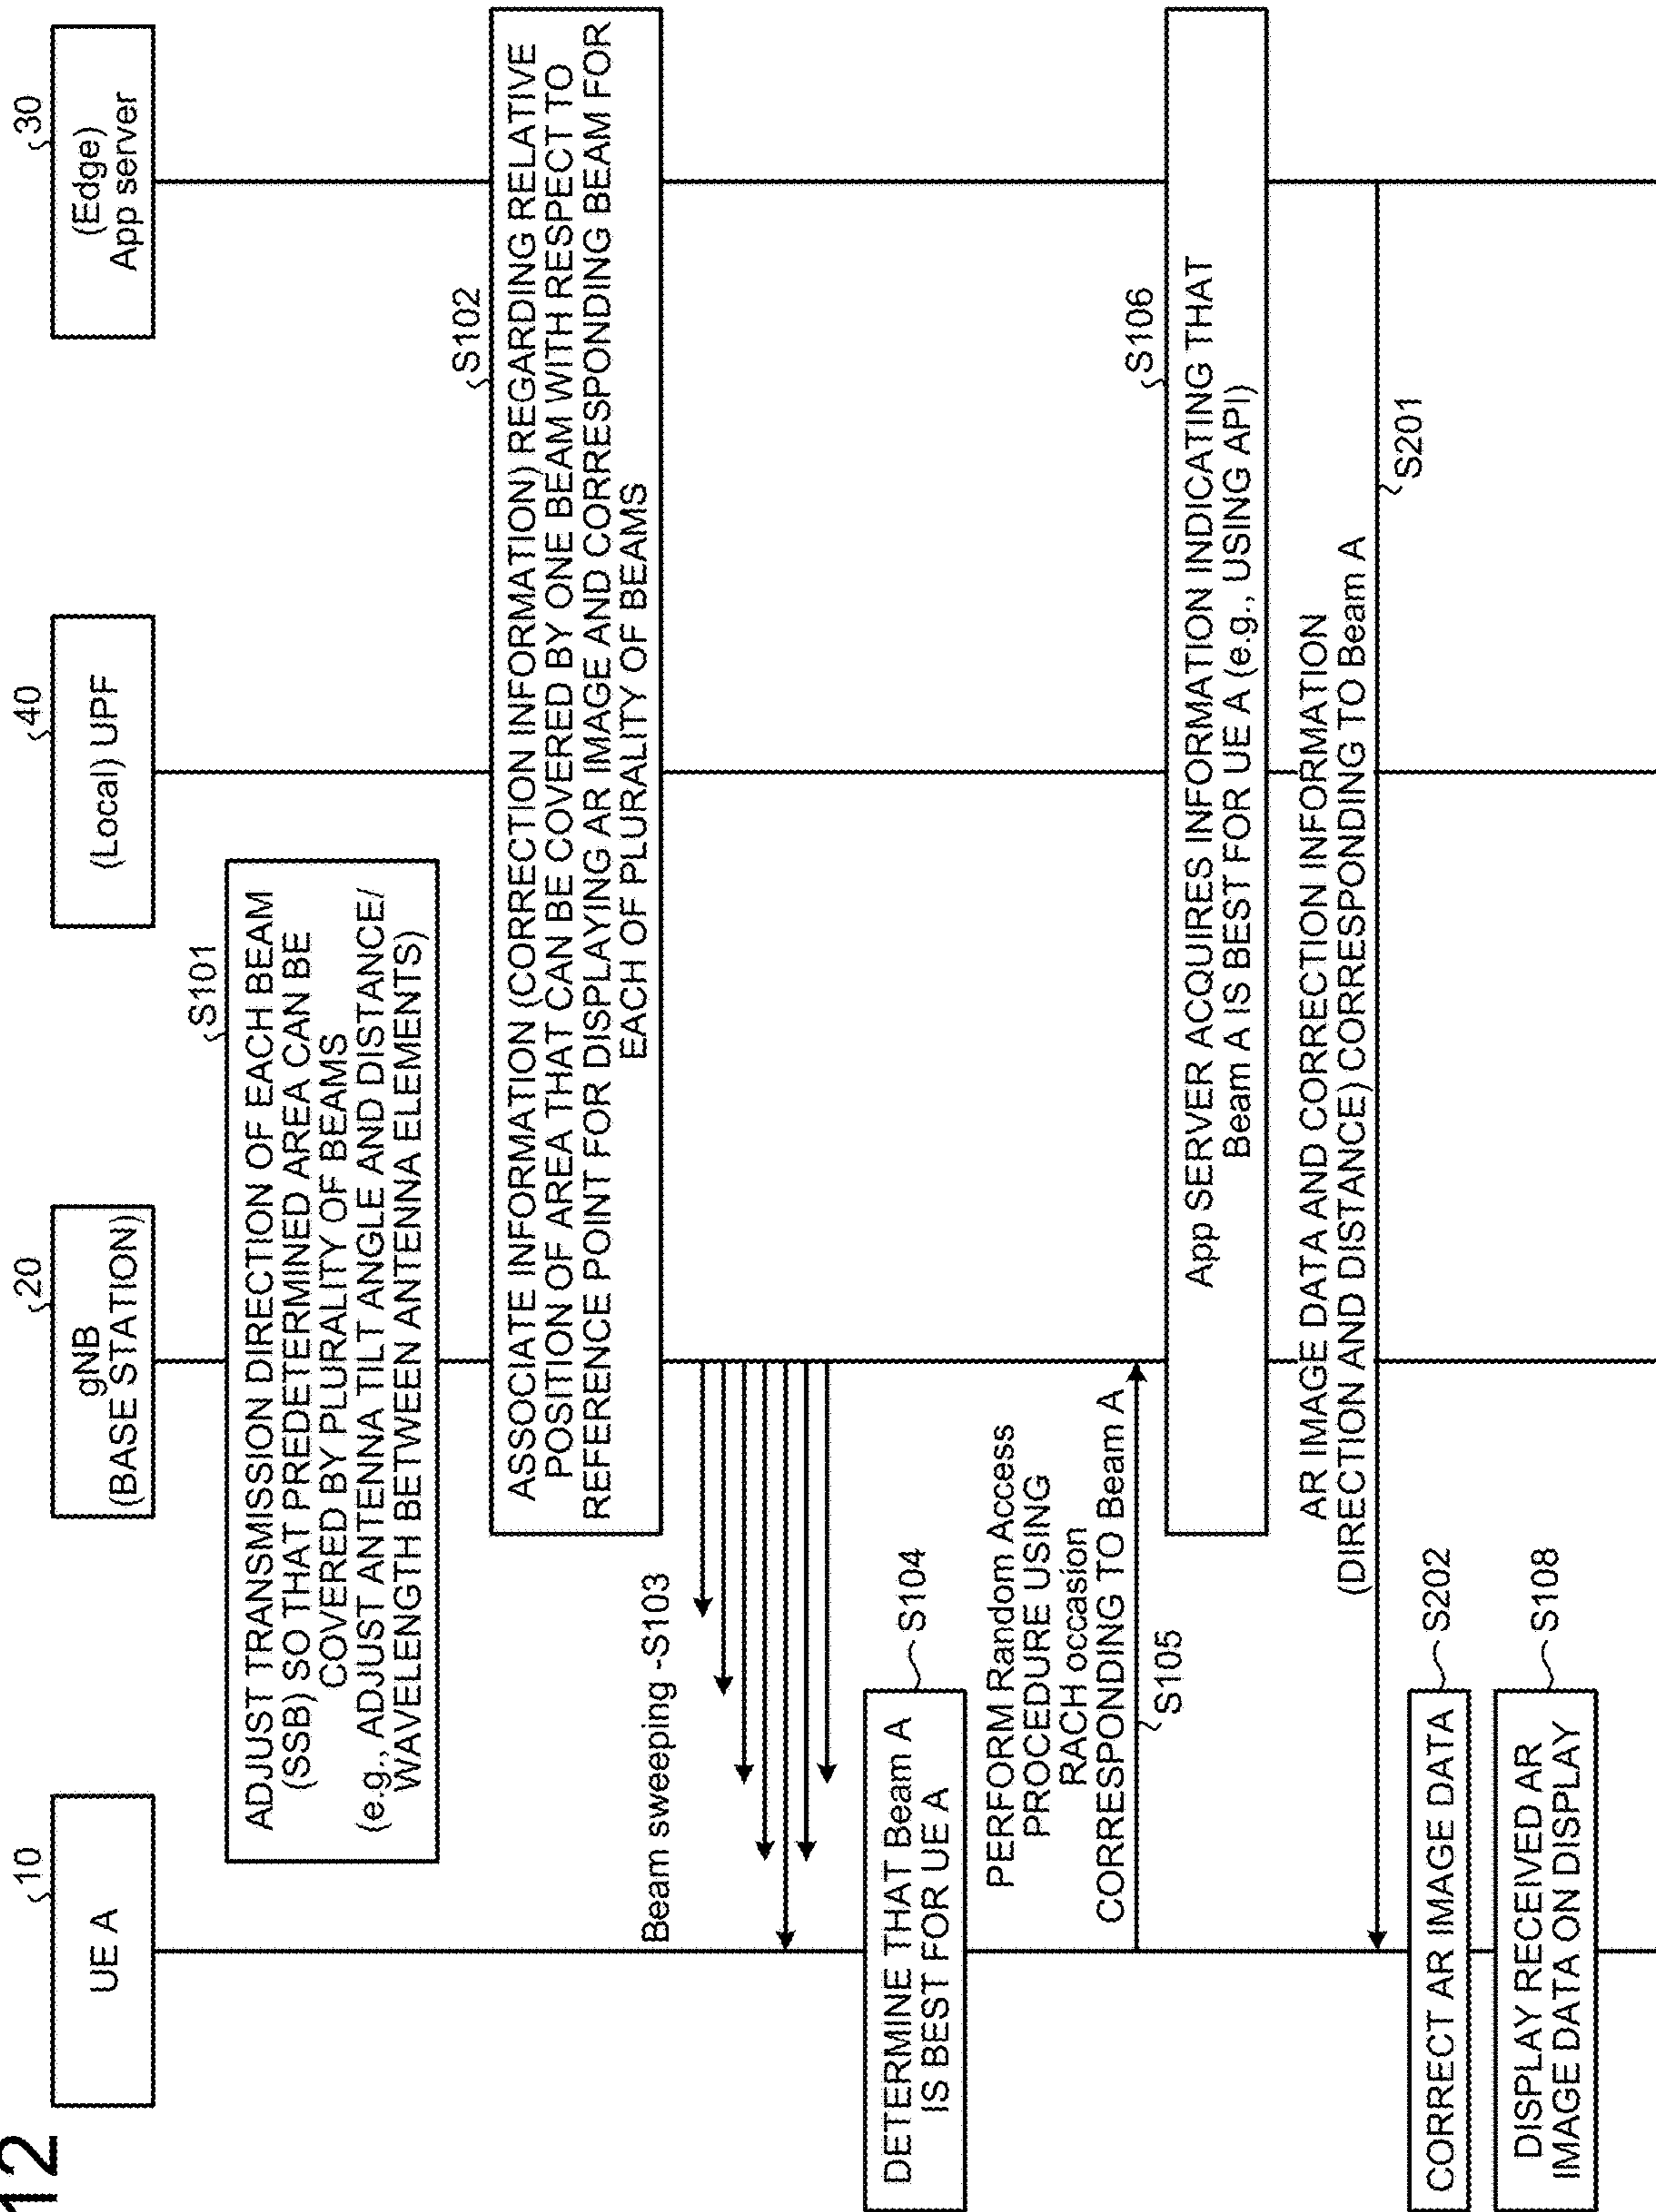 12
10
UE A
20
gNB
(BASE STATION)
40
(Local) UPF
30
(Edge)
App server
S101
ADJUST TRANSMISSION DIRECTION OF EACH BEAM
(SSB) SO THAT PREDETERMINED AREA CAN BE
COVERED BY PLURALITY OF BEAMS
(e.g., ADJUST ANTENNA TILT ANGLE AND DISTANCE/
WAVELENGTH BETWEEN ANTENNA ELEMENTS)
S102
ASSOCIATE INFORMATION (CORRECTION INFORMATION) REGARDING RELATIVE
POSITION OF AREA THAT CAN BE COVERED BY ONE BEAM WITH RESPECT TO
REFERENCE POINT FOR DISPLAYING AR IMAGE AND CORRESPONDING BEAM FOR
EACH OF PLURALITY OF BEAMS
Beam sweeping -S103
DETERMINE THAT Beam A
IS BEST FOR UE A
S104
PERFORM Random Access
PROCEDURE USING
RACH occasion
CORRESPONDING TO Beam A
S105
S106
App SERVER ACQUIRES INFORMATION INDICATING THAT
Beam A IS BEST FOR UE A (e.g., USING API)
AR IMAGE DATA AND CORRECTION INFORMATION
(DIRECTION AND DISTANCE) CORRESPONDING TO Beam A
S201
CORRECT AR IMAGE DATA
S202
DISPLAY RECEIVED AR
IMAGE DATA ON DISPLAY
S108